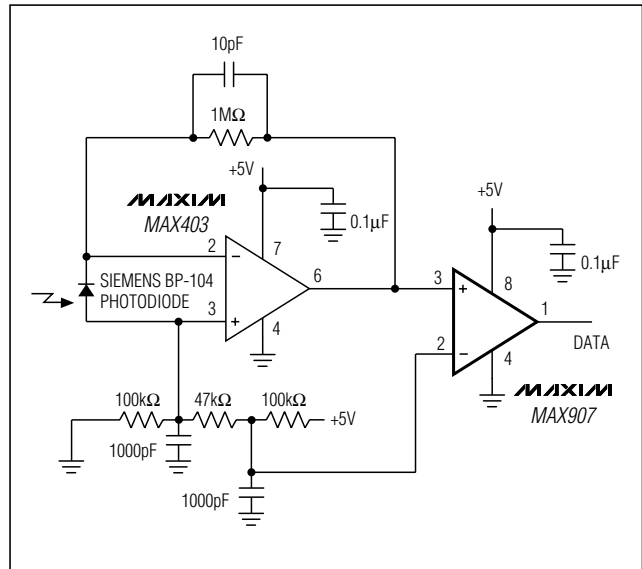 10pF
1MΩ
+5V
MAXIM
MAX403
0.1µF
+5V
0.1µF
2
−
7
6
3
+
4
SIEMENS BP-104
PHOTODIODE
3
+
8
1
2
−
4
DATA
MAXIM
MAX907
100kΩ
47kΩ
100kΩ
+5V
1000pF
1000pF